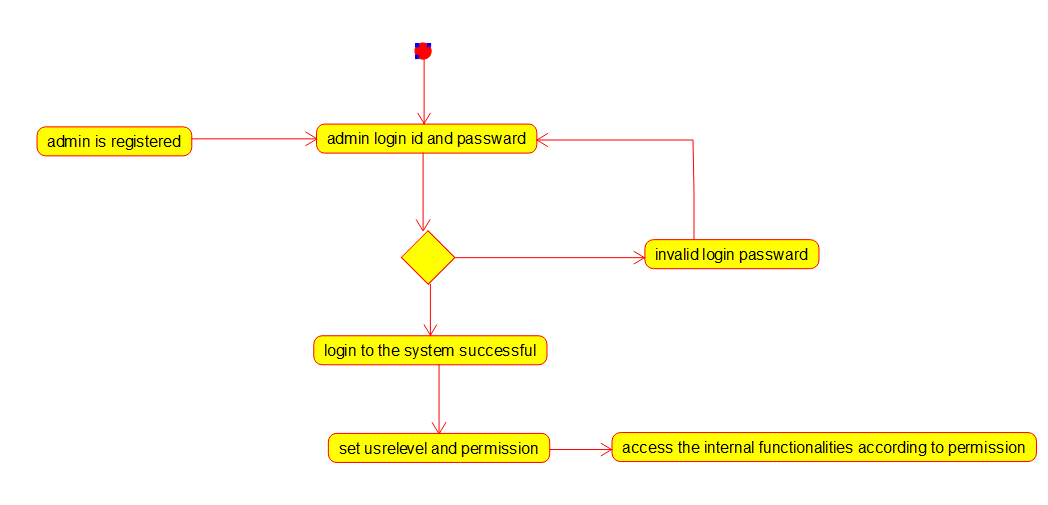 admin is registered
admin login id and password
invalid login passward
login to the system successful
set usrelevel and permission
access the internal functionalities according to permission